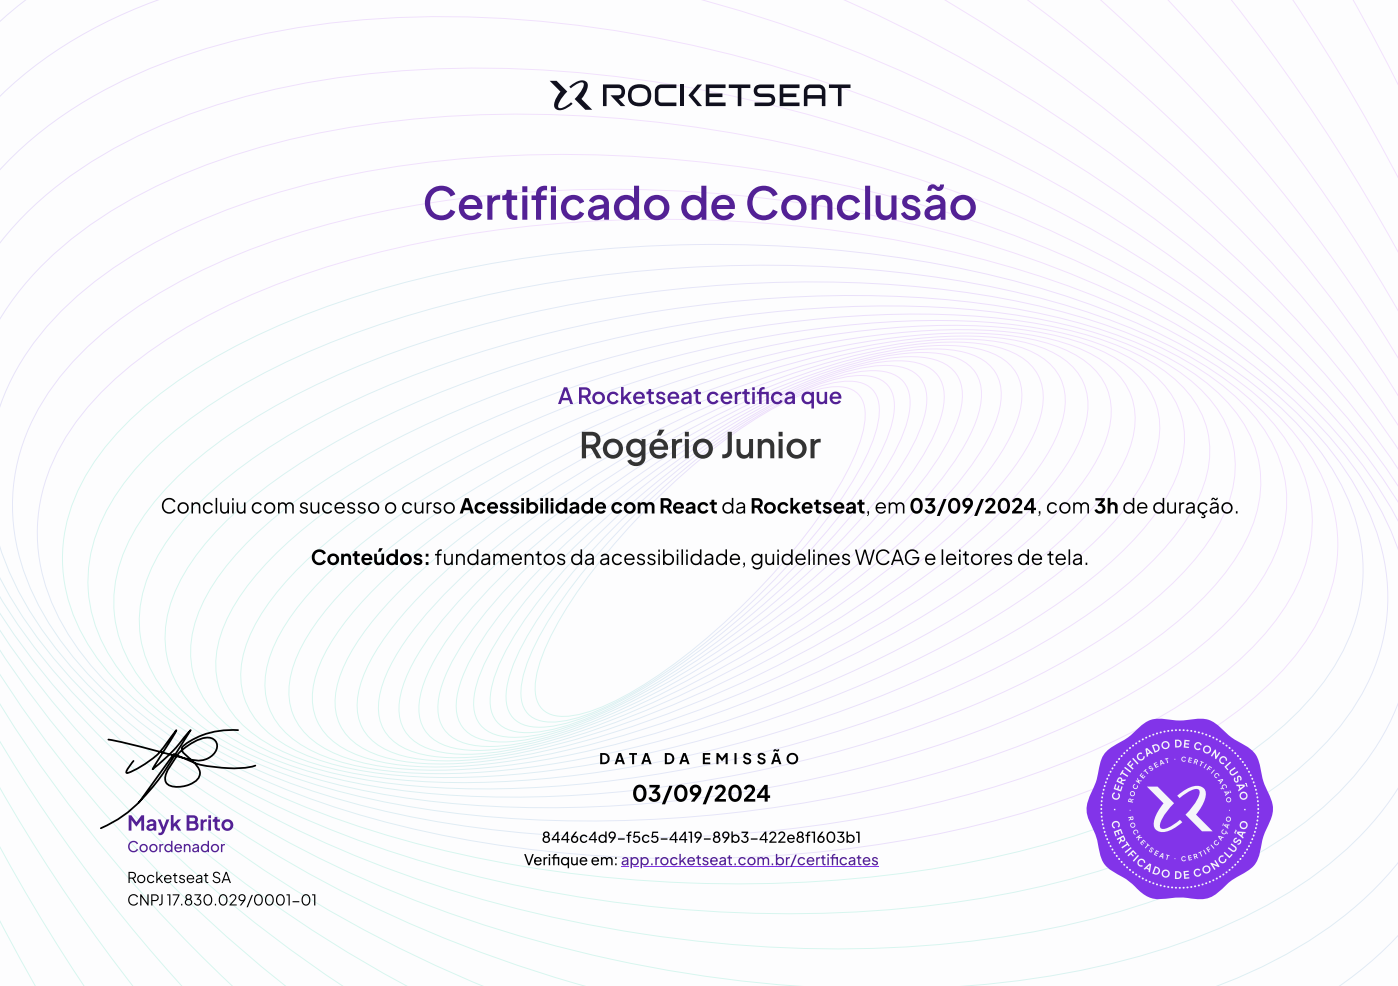 ROCKETSEAT
Certificado de Conclusão
A Rocketseat certifica que
Rogério Junior
Concluiu com sucesso o curso Acessibilidade com React da Rocketseat, em 03/09/2024, com 3h de duração.
Conteúdos: fundamentos da acessibilidade, guidelines WCAG e leitores de tela.
Mayk Brito
Coordenador
Rocketseat SA
CNPJ 17.830.029/0001-01
DATA DA EMISSÃO
03/09/2024
8446c4d9-f5c5-4419-89b3-422e8f1603b1
Verifique em: app.rocketseat.com.br/certificates
CERTIFICADO DE CONCLUSÃO
ROCKETSEAT · CERTIFICAÇÃO
ROCKETSEAT · CERTIFICAÇÃO
CERTIFICADO DE CONCLUSÃO